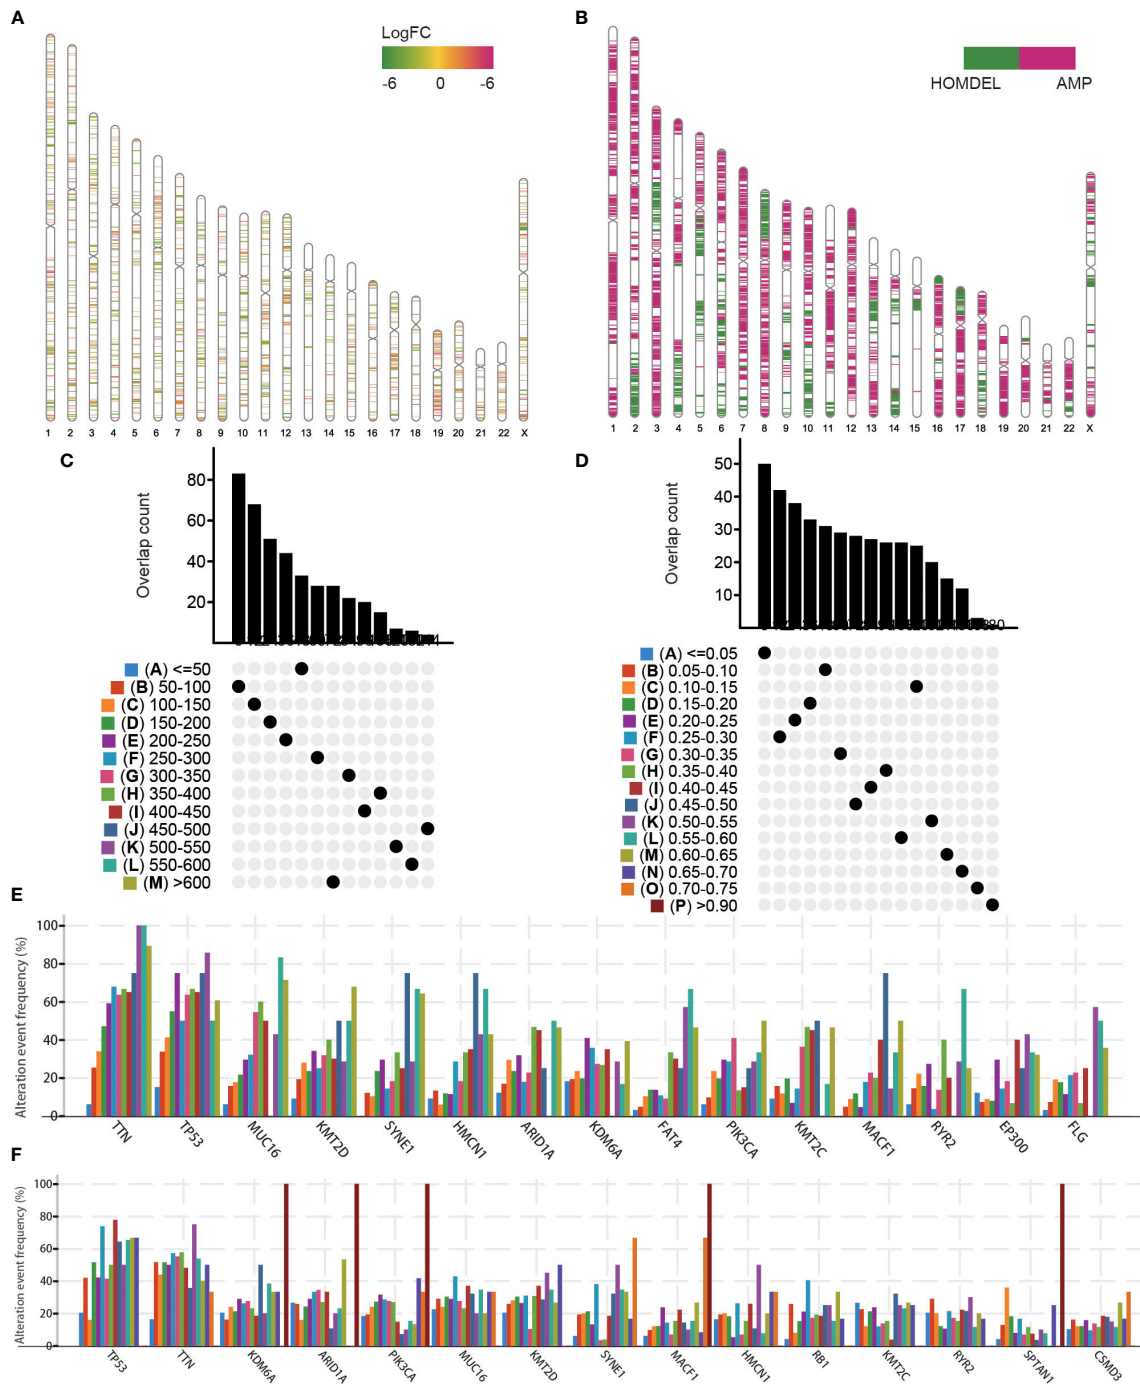 A
LogFC
-6 0 -6
1 2 3 4 5 6 7 8 9 10 11 12 13 14 15 16 17 18 19 20 21 22 X
B
HOMDEL AMP
1 2 3 4 5 6 7 8 9 10 11 12 13 14 15 16 17 18 19 20 21 22 X
C
Overlap count
80
60
40
20
(A) <=50
(B) 50-100
(C) 100-150
(D) 150-200
(E) 200-250
(F) 250-300
(G) 300-350
(H) 350-400
(I) 400-450
(J) 450-500
(K) 500-550
(L) 550-600
(M) >600
D
Overlap count
50
40
30
20
10
(A) <=0.05
(B) 0.05-0.10
(C) 0.10-0.15
(D) 0.15-0.20
(E) 0.20-0.25
(F) 0.25-0.30
(G) 0.30-0.35
(H) 0.35-0.40
(I) 0.40-0.45
(J) 0.45-0.50
(K) 0.50-0.55
(L) 0.55-0.60
(M) 0.60-0.65
(N) 0.65-0.70
(O) 0.70-0.75
(P) >0.90
E
Alteration event frequency (%)
100
80
60
40
20
0
TTN TP53 MUC16 KMT2D SYNE1 HMCN1 ARID1A KDM6A FAT4 PIK3CA KMT2C MACF1 RYR2 EP300 FLG
F
Alteration event frequency (%)
100
80
60
40
20
0
TP53 TTN KDM6A ARID1A PIK3CA MUC16 KMT2D SYNE1 MACF1 HMCN1 RB1 KMT2C RYR2 SPTAN1 CSMD3